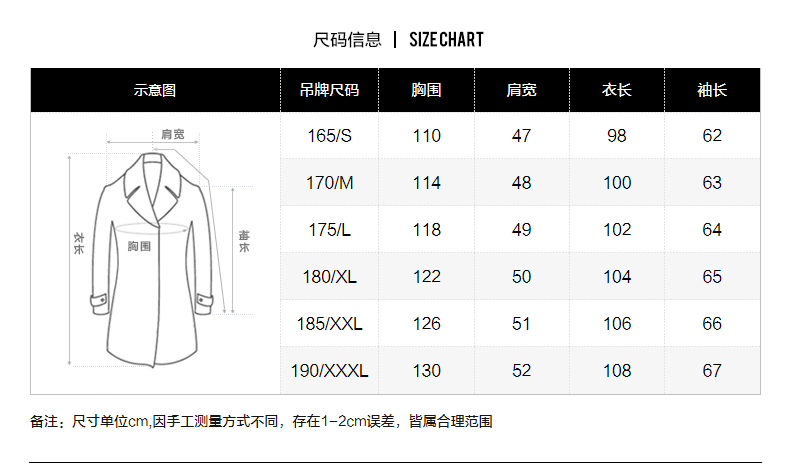 尺码信息 | SIZE CHART
示意图 吊牌尺码 胸围 肩宽 衣长 袖长
165/S 110 47 98 62
170/M 114 48 100 63
175/L 118 49 102 64
180/XL 122 50 104 65
185/XXL 126 51 106 66
190/XXXL 130 52 108 67
肩宽
衣长
胸围
袖长
备注：尺寸单位cm,因手工测量方式不同，存在1-2cm误差，皆属合理范围